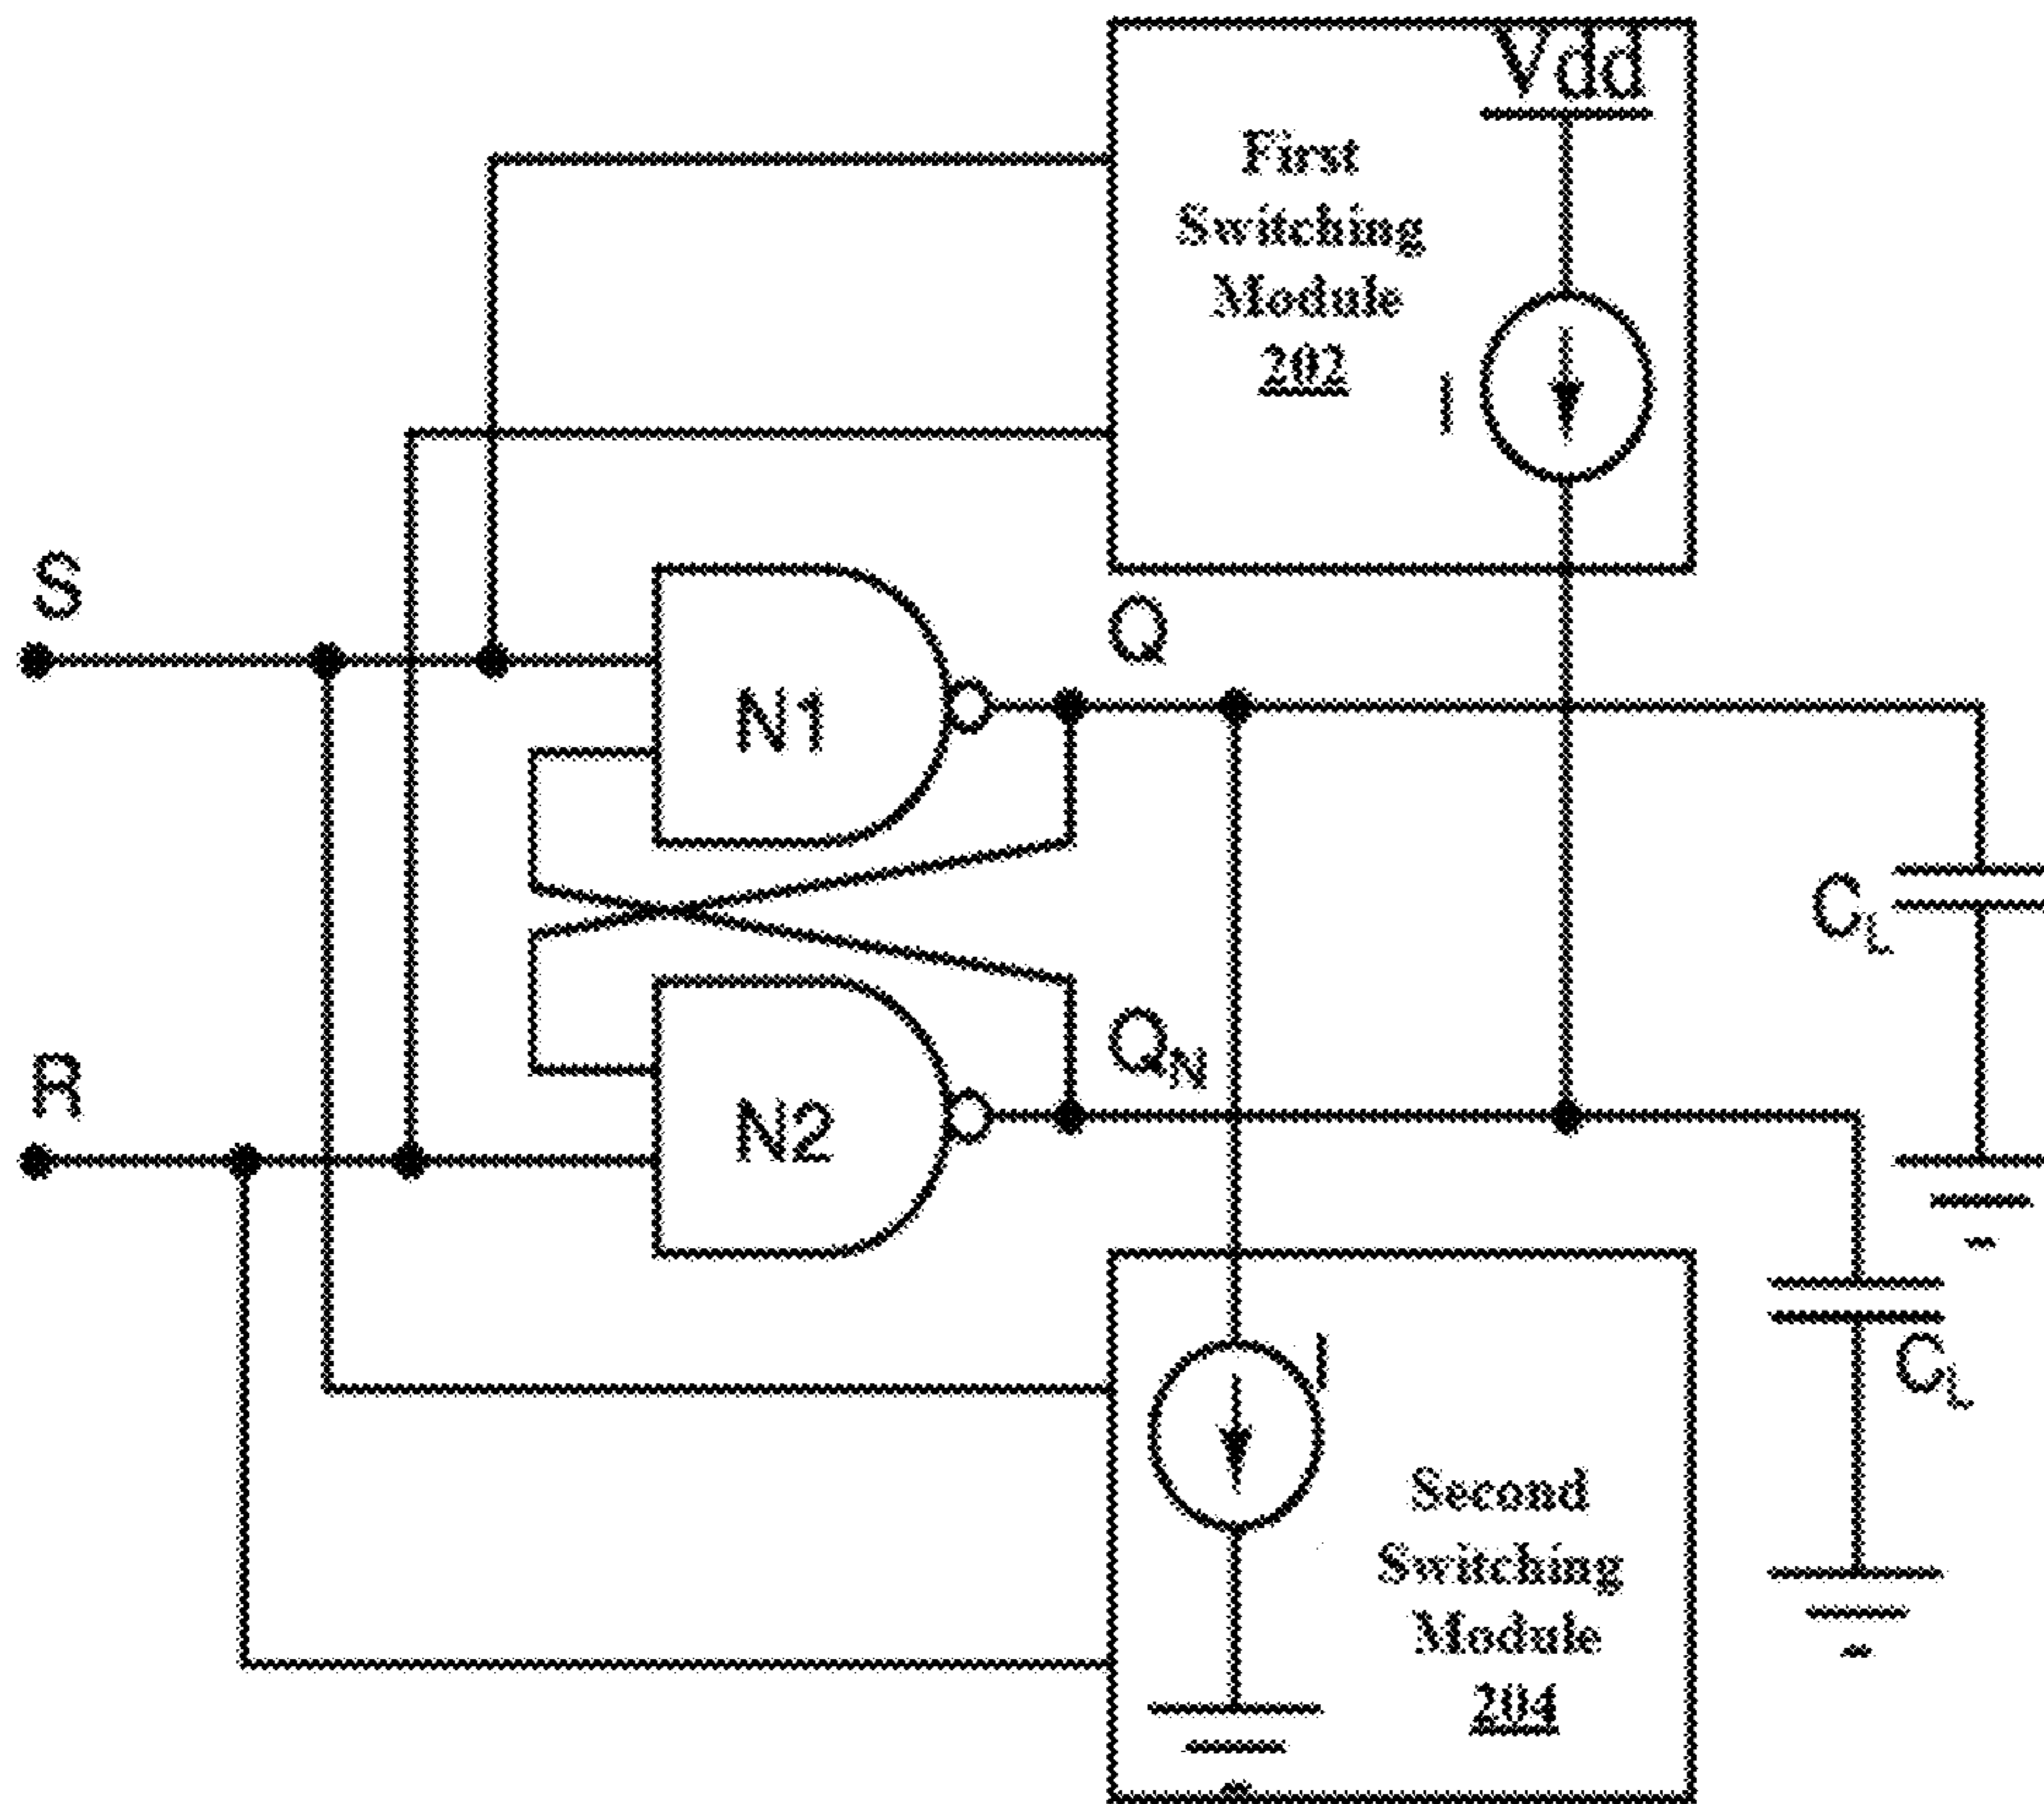 Vdd
First
Switching
Module
202
I
S
Q
N1
C_L
R
Q_N
N2
I
C_L
Second
Switching
Module
204